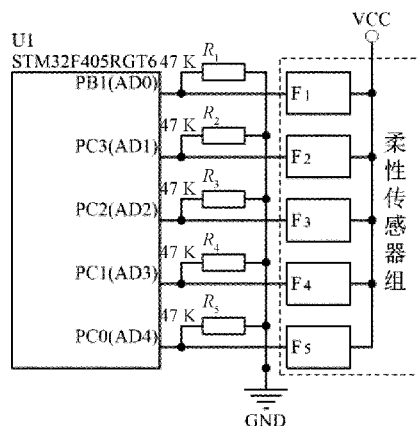 VCC
U1
STM32F405RGT6
47 K R1
PB1(AD0)
F1
47 K R2
PC3(AD1)
F2
47 K R3
PC2(AD2)
F3
47 K R4
PC1(AD3)
F4
47 K R5
PC0(AD4)
F5
柔性传感器组
GND